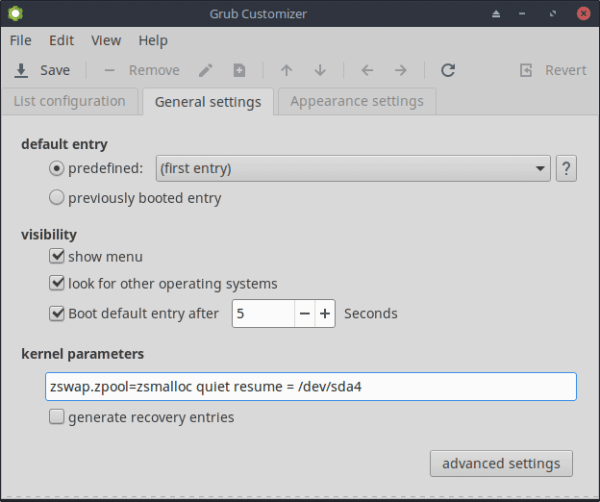 Grub Customizer
File Edit View Help
Save Remove Revert
List configuration General settings Appearance settings
default entry
predefined: (first entry) ?
previously booted entry
visibility
show menu
look for other operating systems
Boot default entry after 5 Seconds
kernel parameters
zswap.zpool=zsmalloc quiet resume = /dev/sda4
generate recovery entries
advanced settings